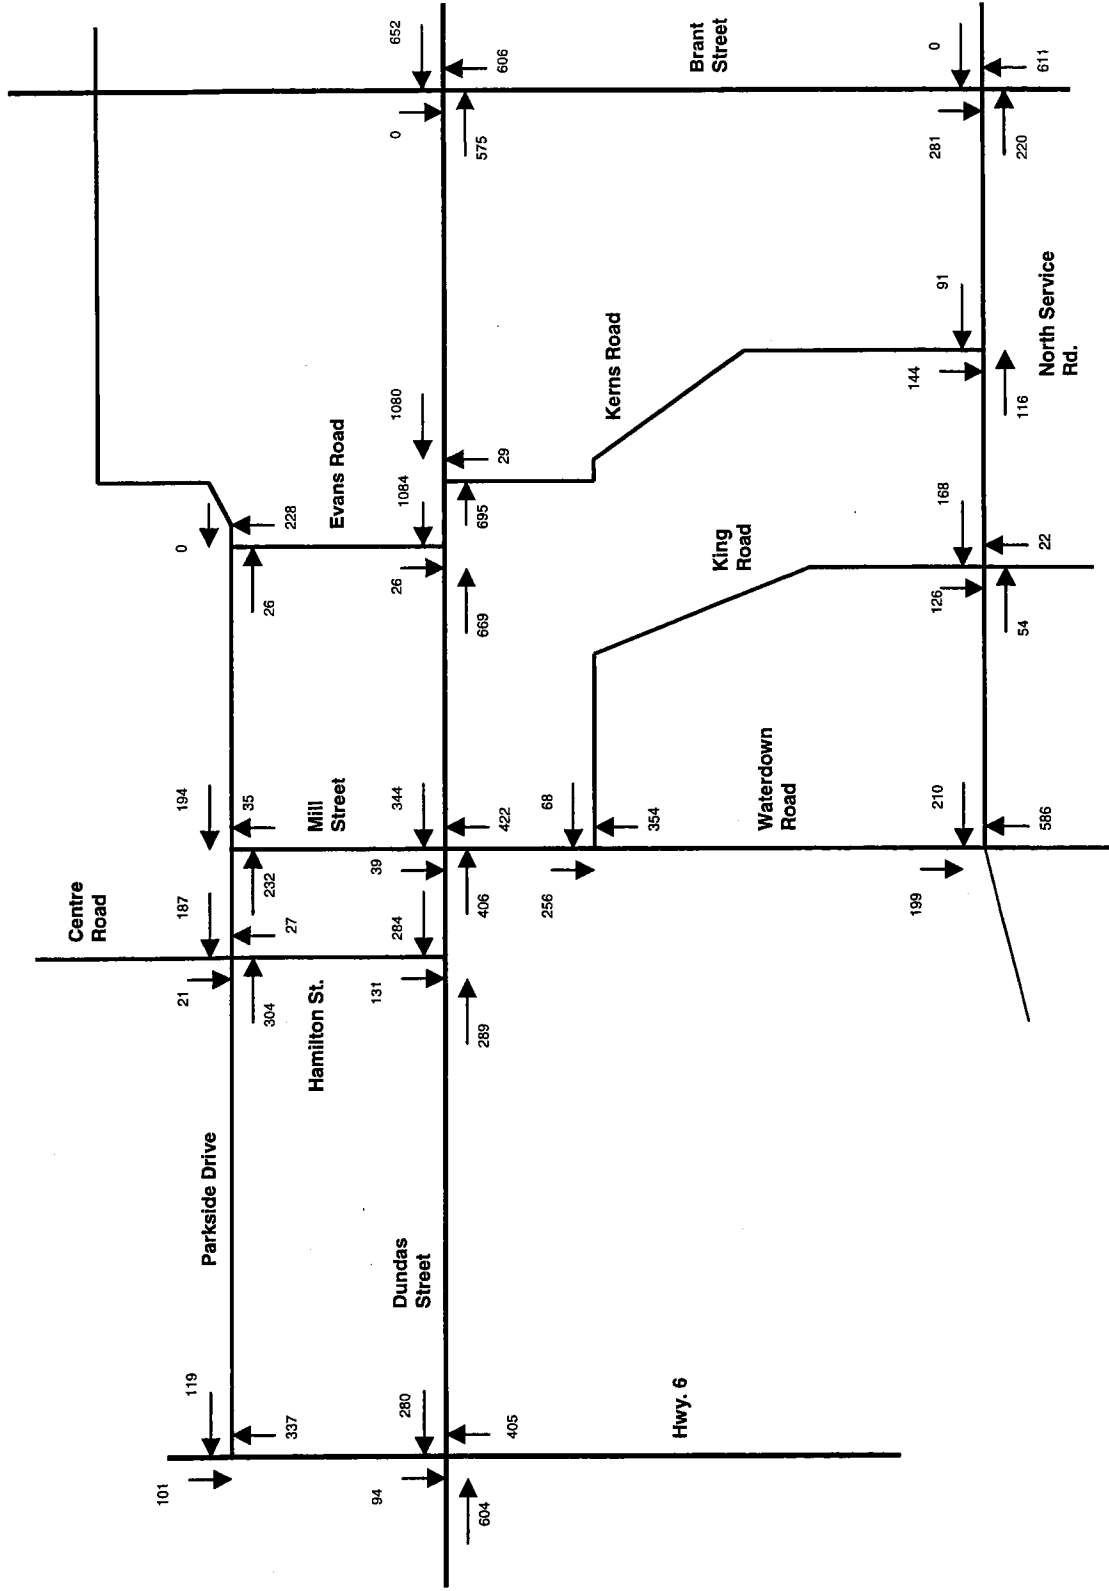 652
606
0
575
Brant
Street
0
611
281
220
91
144
116
North Service
Rd.
Kerns Road
1080
29
1084
695
Evans Road
228
0
26
26
669
168
22
126
54
King
Road
194
35
Mill
Street
344
422
39
406
68
354
256
Waterdown
Road
210
586
199
187
232
27
Centre
Road
21
304
284
131
289
Hamilton St.
Parkside Drive
Dundas
Street
119
337
101
280
405
94
604
Hwy. 6